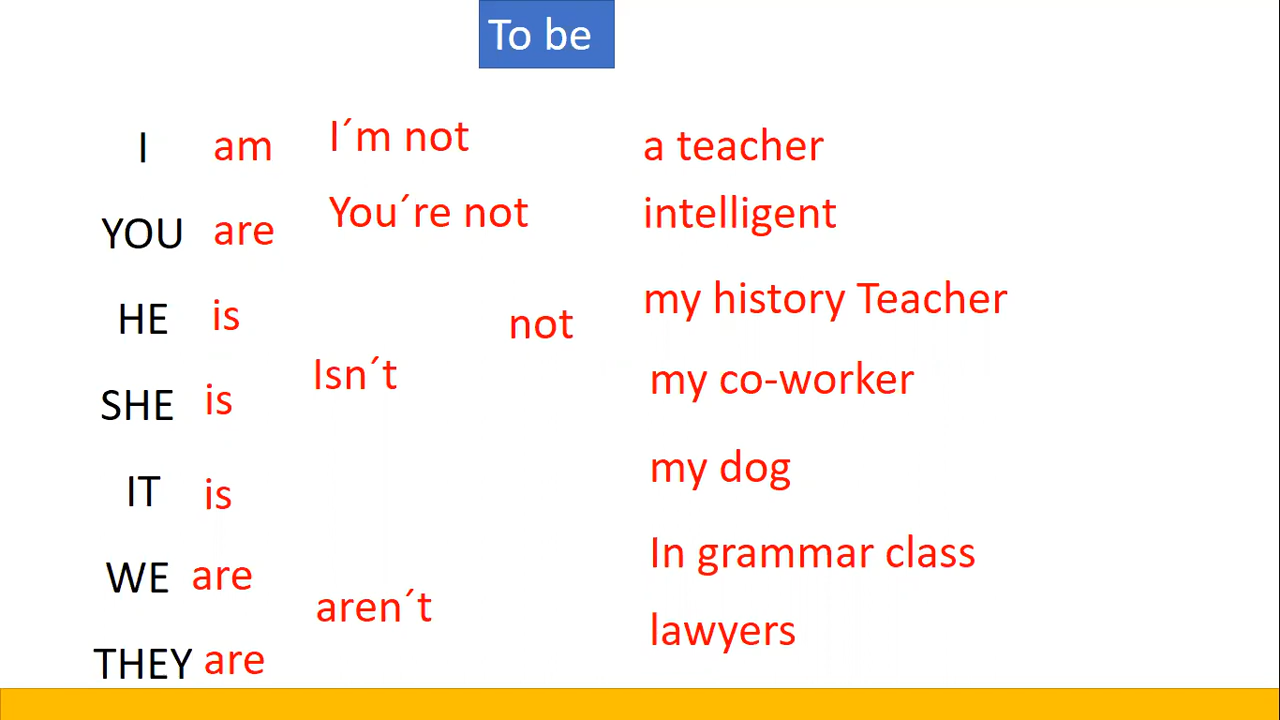 To be
I am I´m not a teacher
YOU are You´re not intelligent
HE is not my history Teacher
SHE is Isn´t my co-worker
IT is my dog
WE are In grammar class
aren´t lawyers
THEY are